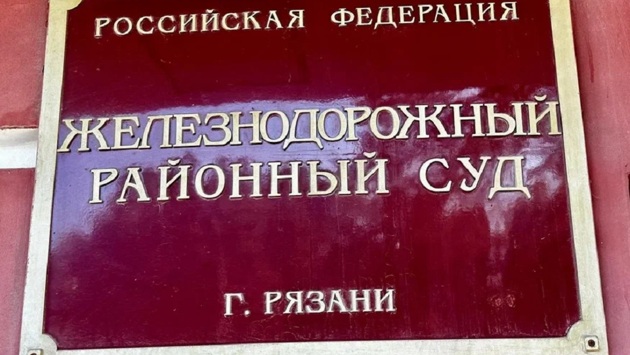 РОССИЙСКАЯ ФЕДЕРАЦИЯ
ЖЕЛЕЗНОДОРОЖНЫЙ
РАЙОННЫЙ СУД
Г. РЯЗАНИ